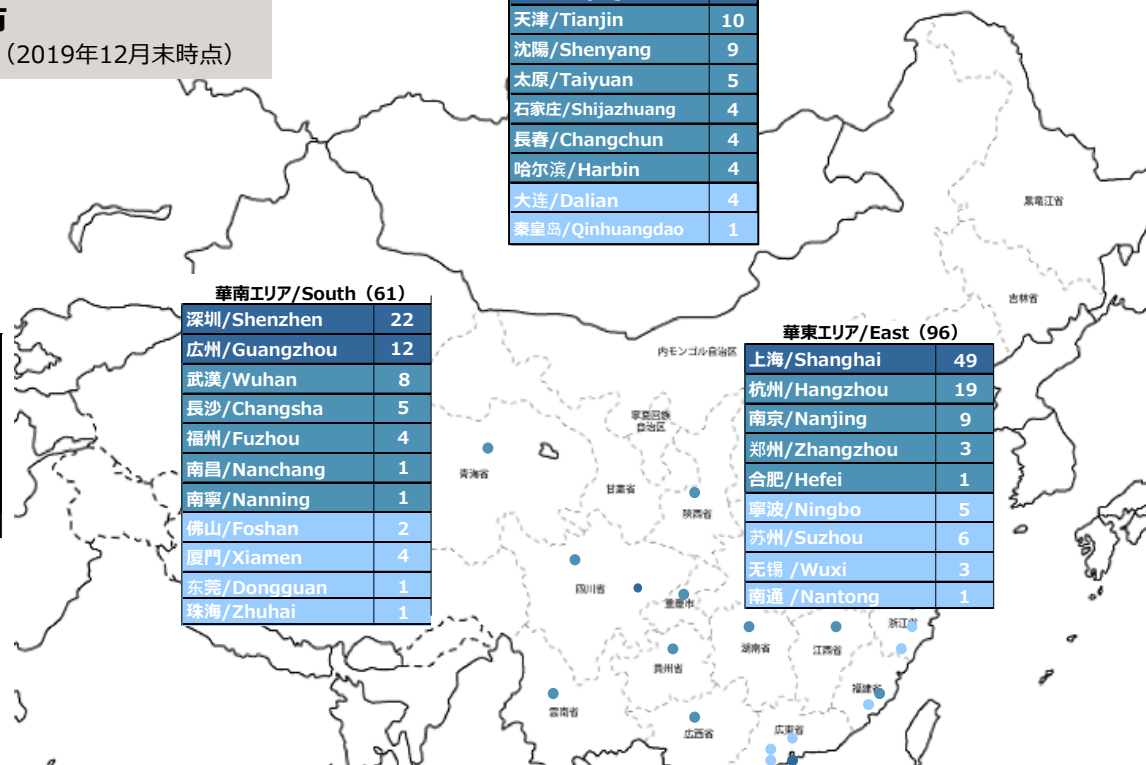 （2019年12月末時点）
天津/Tianjin 10
沈陽/Shenyang 9
太原/Taiyuan 5
石家庄/Shijazhuang 4
長春/Changchun 4
哈尔滨/Harbin 4
大连/Dalian 4
秦皇岛/Qinhuangdao 1
黒竜江省
吉林省
華南エリア/South（61）
深圳/Shenzhen 22
広州/Guangzhou 12
武漢/Wuhan 8
長沙/Changsha 5
福州/Fuzhou 4
南昌/Nanchang 1
南寧/Nanning 1
佛山/Foshan 2
厦門/Xiamen 4
东莞/Dongguan 1
珠海/Zhuhai 1
内モンゴル自治区
寧夏回族
自治区
青海省
甘粛省
陝西省
四川省
重慶市
貴州省
雲南省
広西省
華東エリア/East（96）
上海/Shanghai 49
杭州/Hangzhou 19
南京/Nanjing 9
郑州/Zhangzhou 3
合肥/Hefei 1
寧波/Ningbo 5
苏州/Suzhou 6
无锡 /Wuxi 3
南通 /Nantong 1
浙江省
湖南省
江西省
福建省
広東省